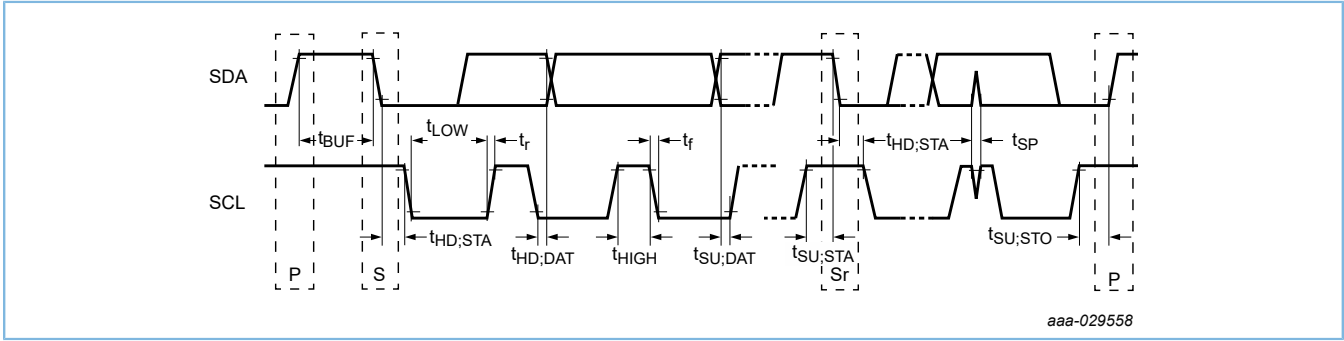 SDA
tBUF
tLOW
tr
tf
tHD;STA
tSP
SCL
tHD;STA
tHD;DAT
tHIGH
tSU;DAT
tSU;STA
tSU;STO
P
S
Sr
P
aaa-029558